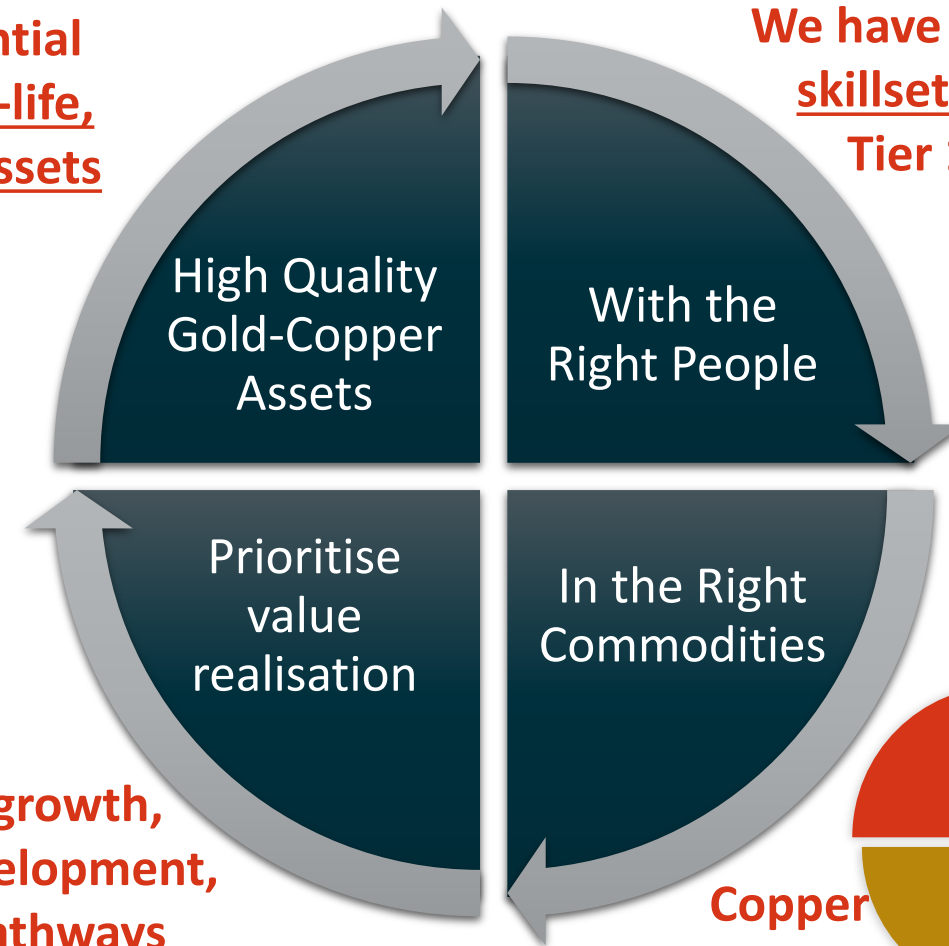 ntial
-life,
ssets
We have
skillset
Tier
High Quality
Gold-Copper
Assets
With the
Right People
Prioritise
value
realisation
In the Right
Commodities
growth,
elopment,
athways
Copper